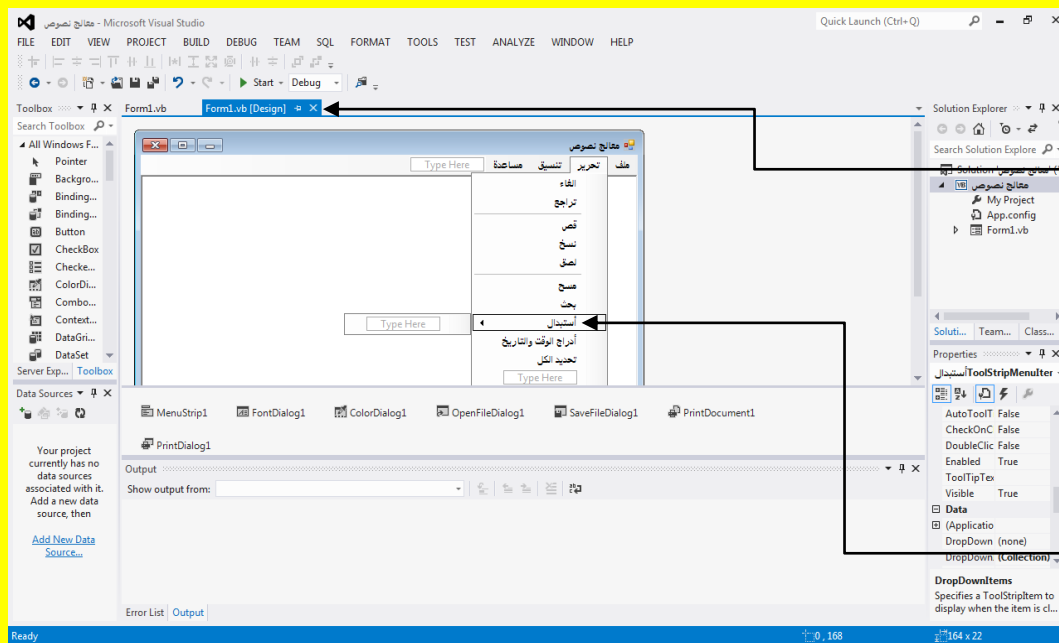 معالج نصوص - Microsoft Visual Studio
Quick Launch (Ctrl+Q)
FILE EDIT VIEW PROJECT BUILD DEBUG TEAM SQL FORMAT TOOLS TEST ANALYZE WINDOW HELP
Start Debug
Toolbox
Search Toolbox
All Windows F...
Pointer
Backgro...
Binding...
Binding...
Button
CheckBox
Checke...
ColorDi...
Combo...
Context...
DataGri...
DataSet
Server Exp... Toolbox
Data Sources
Your project
currently has no
data sources
associated with it.
Add a new data
source, then
Add New Data
Source...
Form1.vb Form1.vb [Design]
معالج نصوص
ملف تحرير تنسيق مساعدة Type Here
الغاء
تراجع
قص
نسخ
لصق
مسح
بحث
أستبدال Type Here
أدراج الوقت والتاريخ
تحديد الكل
Type Here
MenuStrip1 FontDialog1 ColorDialog1 OpenFileDialog1 SaveFileDialog1 PrintDocument1
PrintDialog1
Output
Show output from:
Error List Output
Solution Explorer
Search Solution Explore
Solution معالج نصوص
معالج نصوص
My Project
App.config
Form1.vb
Soluti... Team... Class...
Properties
أستبدالToolStripMenuIter
AutoToolT False
CheckOnC False
DoubleClic False
Enabled True
ToolTipTex
Visible True
Data
(Applicatio
DropDown (none)
DropDown (Collection)
DropDownItems
Specifies a ToolStripItem to
display when the item is cl...
Ready 0 , 168 164 x 22